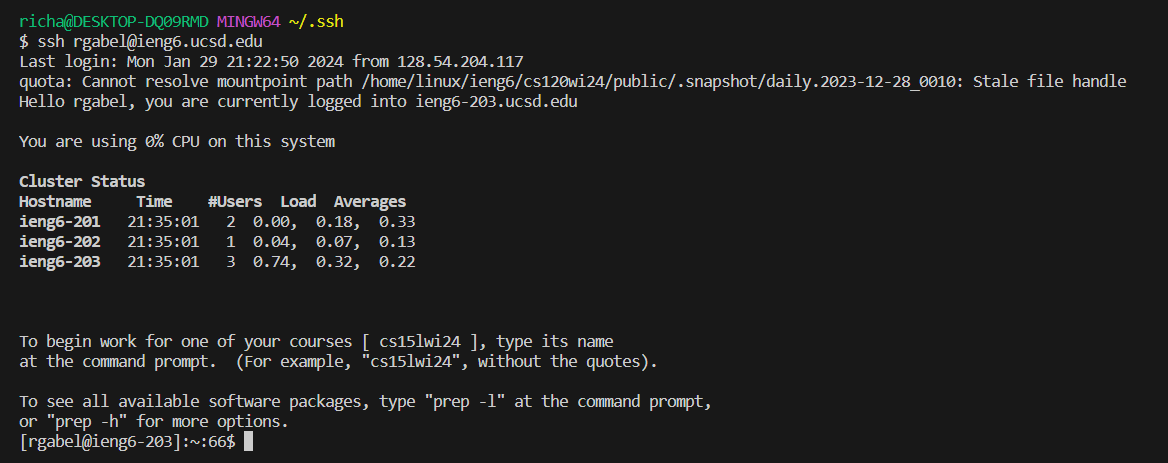 richa@DESKTOP-DQ09RMD MINGW64 ~/.ssh
$ ssh rgabel@ieng6.ucsd.edu
Last login: Mon Jan 29 21:22:50 2024 from 128.54.204.117
quota: Cannot resolve mountpoint path /home/linux/ieng6/cs120wi24/public/.snapshot/daily.2023-12-28_0010: Stale file handle
Hello rgabel, you are currently logged into ieng6-203.ucsd.edu

You are using 0% CPU on this system

Cluster Status
Hostname     Time    #Users  Load  Averages
ieng6-201   21:35:01   2  0.00,  0.18,  0.33
ieng6-202   21:35:01   1  0.04,  0.07,  0.13
ieng6-203   21:35:01   3  0.74,  0.32,  0.22

To begin work for one of your courses [ cs15lwi24 ], type its name
at the command prompt.  (For example, "cs15lwi24", without the quotes).

To see all available software packages, type "prep -l" at the command prompt,
or "prep -h" for more options.
[rgabel@ieng6-203]:~:66$